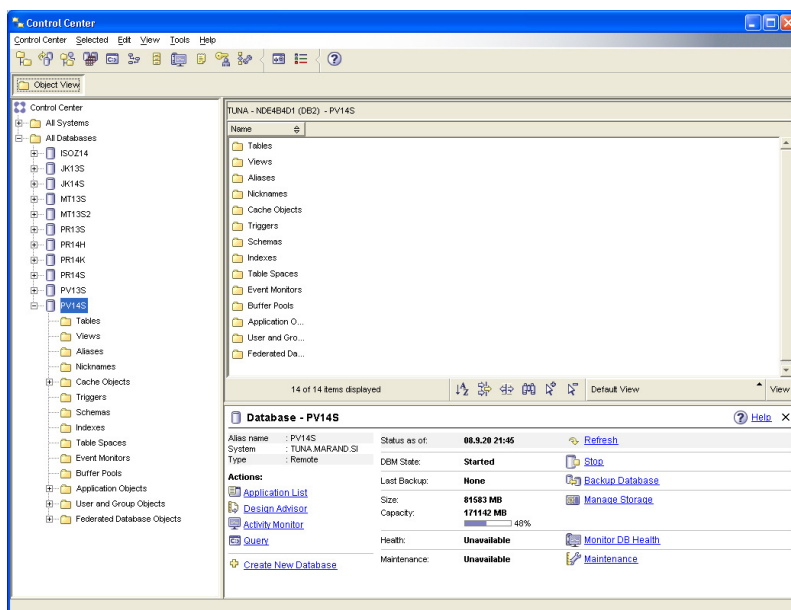 Control Center
Control Center Selected Edit View Tools Help
Object View
Control Center
All Systems
All Databases
ISOZ14
JK13S
JK14S
MT13S
MT13S2
PR13S
PR14H
PR14K
PR14S
PV13S
PV14S
Tables
Views
Aliases
Nicknames
Cache Objects
Triggers
Schemas
Indexes
Table Spaces
Event Monitors
Buffer Pools
Application Objects
User and Group Objects
Federated Database Objects
TUNA - NDE4B4D1 (DB2) - PV14S
Name
Tables
Views
Aliases
Nicknames
Cache Objects
Triggers
Schemas
Indexes
Table Spaces
Event Monitors
Buffer Pools
Application O...
User and Gro...
Federated Da...
14 of 14 items displayed Default View View
Database - PV14S Help
Alias name : PV14S
System : TUNA.MARAND.SI
Type : Remote
Actions:
Application List
Design Advisor
Activity Monitor
Query
Create New Database
Status as of: 08.9.20 21:45 Refresh
DBM State: Started Stop
Last Backup: None Backup Database
Size: 81583 MB Manage Storage
Capacity: 171142 MB
48%
Health: Unavailable Monitor DB Health
Maintenance: Unavailable Maintenance